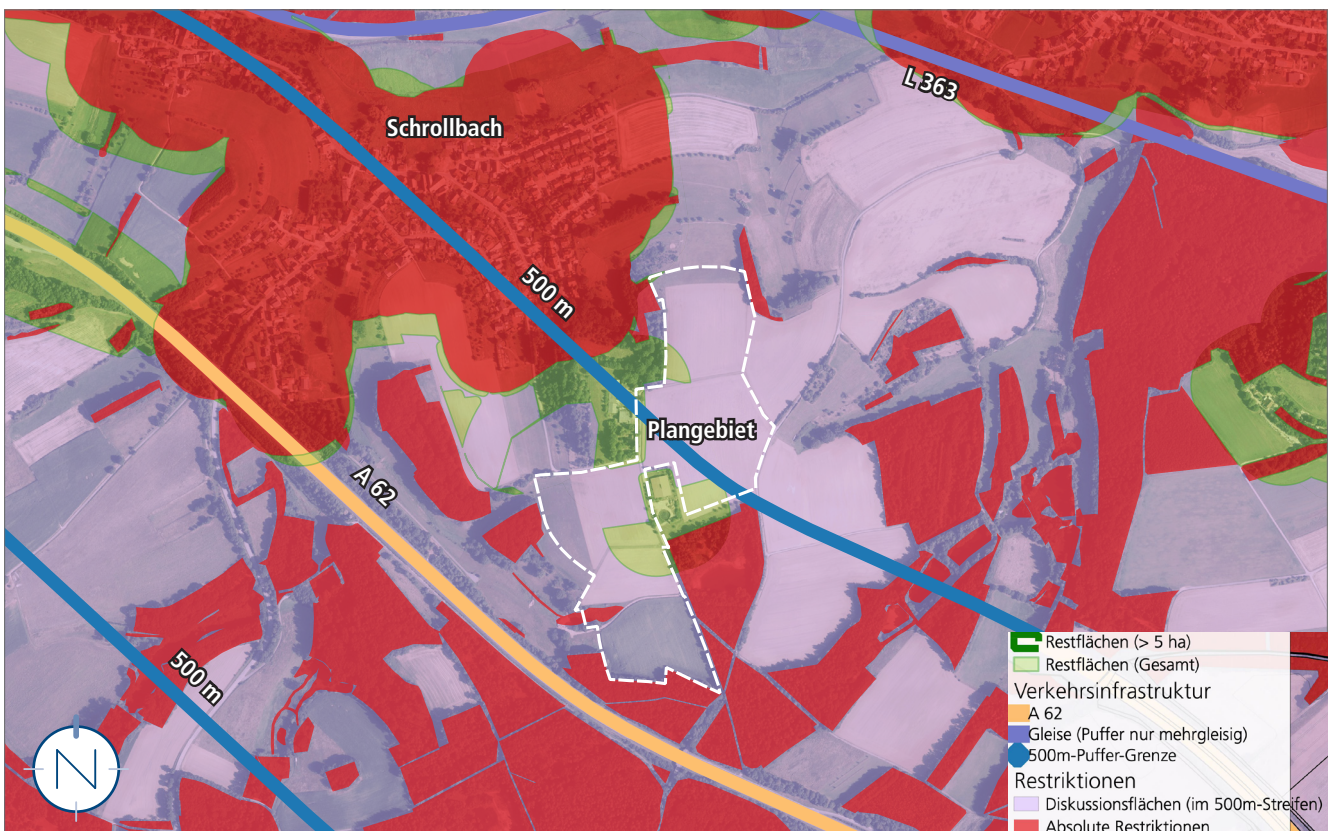 L 363
Schrollbach
500 m
Plangebiet
A 62
500 m
N
Restflächen (> 5 ha)
Restflächen (Gesamt)
Verkehrsinfrastruktur
A 62
Gleise (Puffer nur mehrgleisig)
500m-Puffer-Grenze
Restriktionen
Diskussionsflächen (im 500m-Streifen)
Absolute Restriktionen